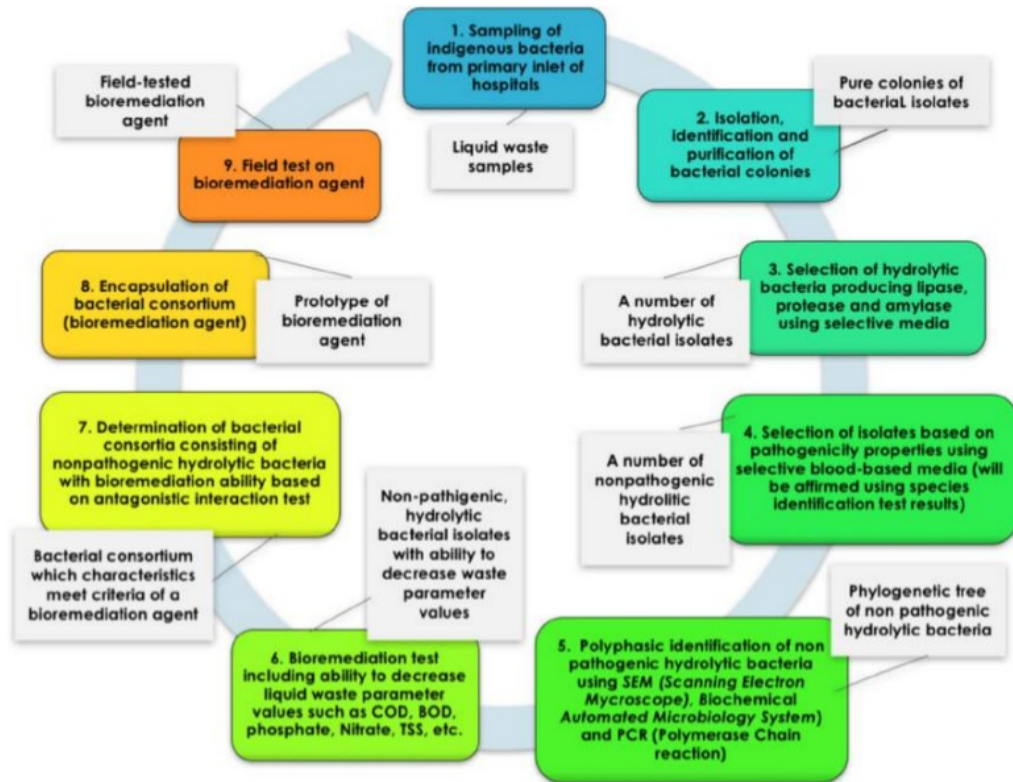 1. Sampling of
indigenous bacteria
from primary inlet of
hospitals
Liquid waste
samples
2. Isolation,
identification and
purification of
bacterial colonies
Pure colonies of
bacterial isolates
3. Selection of hydrolytic
bacteria producing lipase,
protease and amylase
using selective media
A number of
hydrolytic
bacterial isolates
4. Selection of isolates based on
pathogenicity properties using
selective blood-based media (will
be affirmed using species
identification test results)
A number of
nonpathogenic
hydrolitic
bacterial
isolates
5. Polyphasic identification of non
pathogenic hydrolytic bacteria
using SEM (Scanning Electron
Mycroscope), Biochemical
Automated Microbiology System)
and PCR (Polymerase Chain
reaction)
Phylogenetic tree
of non pathogenic
hydrolytic bacteria
6. Bioremediation test
including ability to decrease
liquid waste parameter
values such as COD, BOD,
phosphate, Nitrate, TSS, etc.
Non-pathigenic,
hydrolytic
bacterial isolates
with ability to
decrease waste
parameter
values
7. Determination of bacterial
consortia consisting of
nonpathogenic hydrolytic bacteria
with bioremediation ability based
on antagonistic interaction test
Bacterial consortium
which characteristics
meet criteria of a
bioremediation agent
8. Encapsulation of
bacterial consortium
(bioremediation agent)
Prototype of
bioremediation
agent
9. Field test on
bioremediation agent
Field-tested
bioremediation
agent